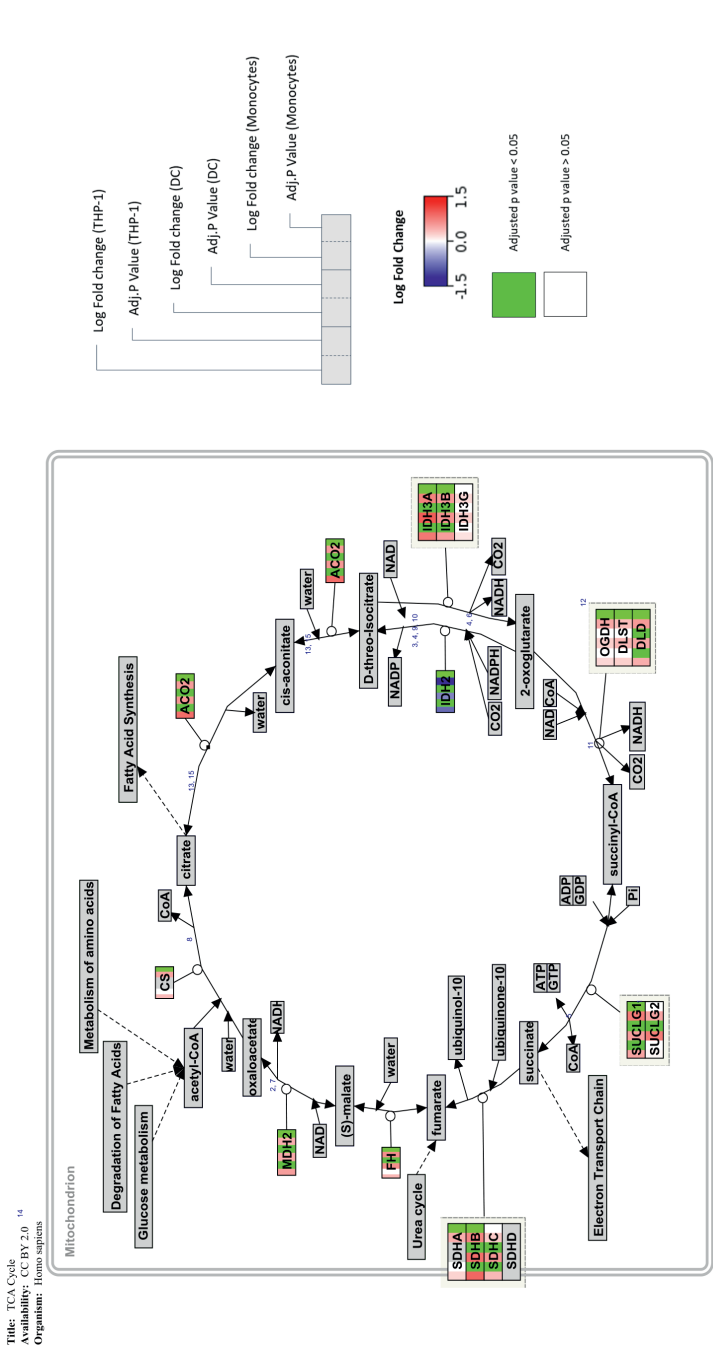 Title: TCA Cycle
Availability: CC BY 2.0 14
Organism: Homo sapiens
Mitochondrion
Glucose metabolism
Degradation of Fatty Acids
Metabolism of amino acids
Fatty Acid Synthesis
acetyl-CoA
water
oxaloacetate
NADH
NAD
MDH2
2, 7
CS
8
CoA
citrate
13, 15
ACO2
water
cis-aconitate
13, 15
water
ACO2
D-threo-Isocitrate
NAD
NADP
3, 4, 9, 10
IDH2
IDH3A
IDH3B
IDH3G
4, 6
CO2
NADPH
NADH
CO2
2-oxoglutarate
NAD
CoA
12
OGDH
DLST
DLD
11
CO2
NADH
succinyl-CoA
ADP
GDP
Pi
ATP
GTP
CoA
5
SUCLG1
SUCLG2
succinate
Electron Transport Chain
ubiquinone-10
ubiquinol-10
SDHA
SDHB
SDHC
SDHD
fumarate
Urea cycle
FH
water
(S)-malate
Log Fold change (THP-1)
Adj.P Value (THP-1)
Log Fold change (DC)
Adj.P Value (DC)
Log Fold change (Monocytes)
Adj.P Value (Monocytes)
Log Fold Change
-1.5 0.0 1.5
Adjusted p value < 0.05
Adjusted p value > 0.05